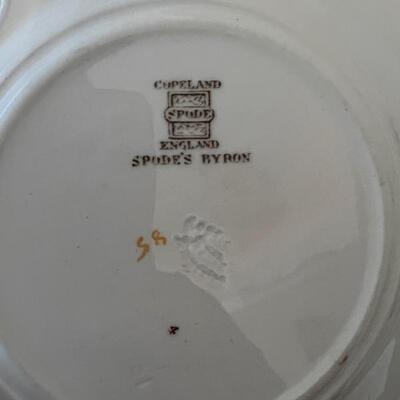 COPELAND
SPODE
ENGLAND
SPODE'S BYRON